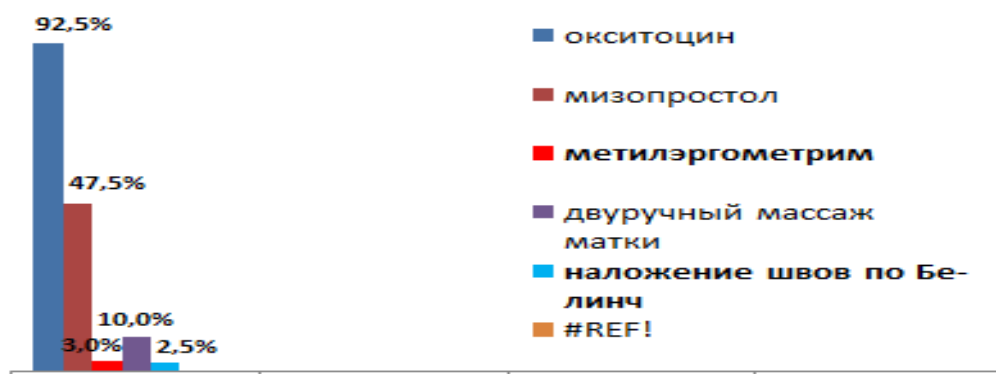 92,5%
47,5%
3,0%
10,0%
2,5%
окситоцин
мизопростол
метилэргометрим
двуручный массаж
матки
наложение швов по Бе-
линч
#REF!